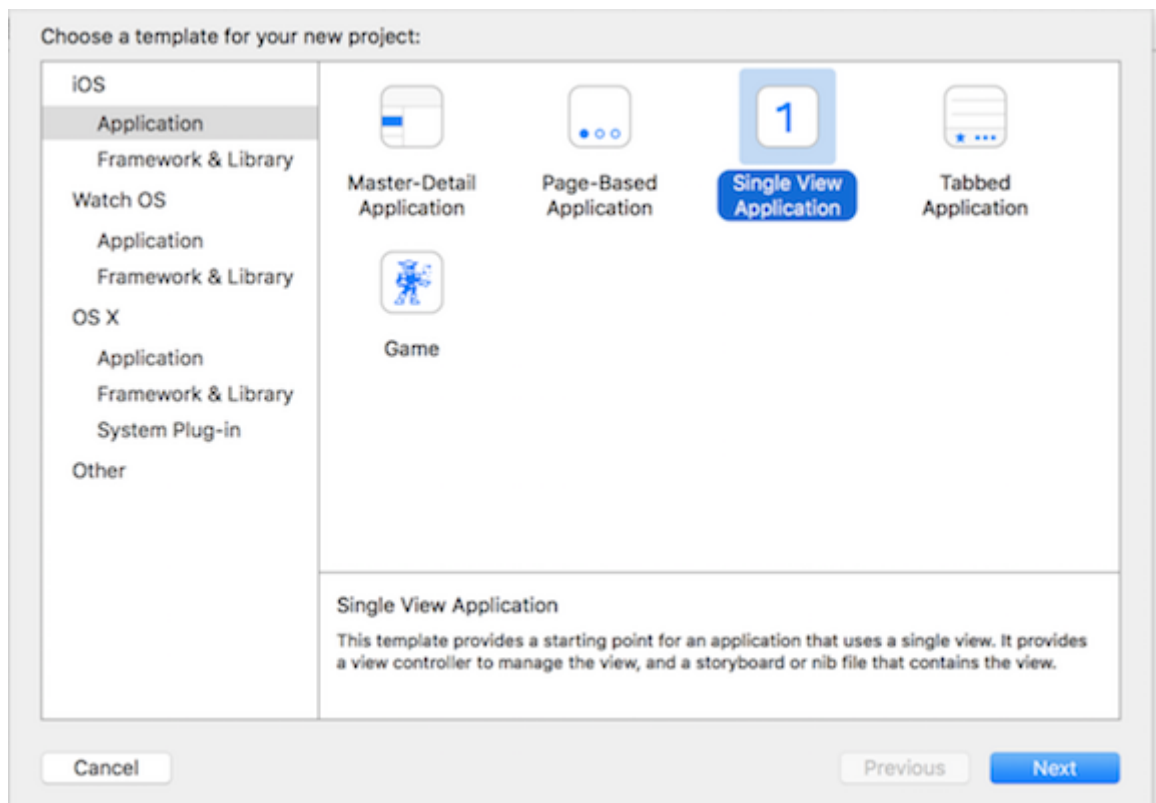 Choose a template for your new project:
iOS
Application
Framework & Library
Watch OS
Application
Framework & Library
OS X
Application
Framework & Library
System Plug-in
Other
Master-Detail
Application
Page-Based
Application
1
Single View
Application
Tabbed
Application
Game
Single View Application
This template provides a starting point for an application that uses a single view. It provides
a view controller to manage the view, and a storyboard or nib file that contains the view.
Cancel
Previous
Next